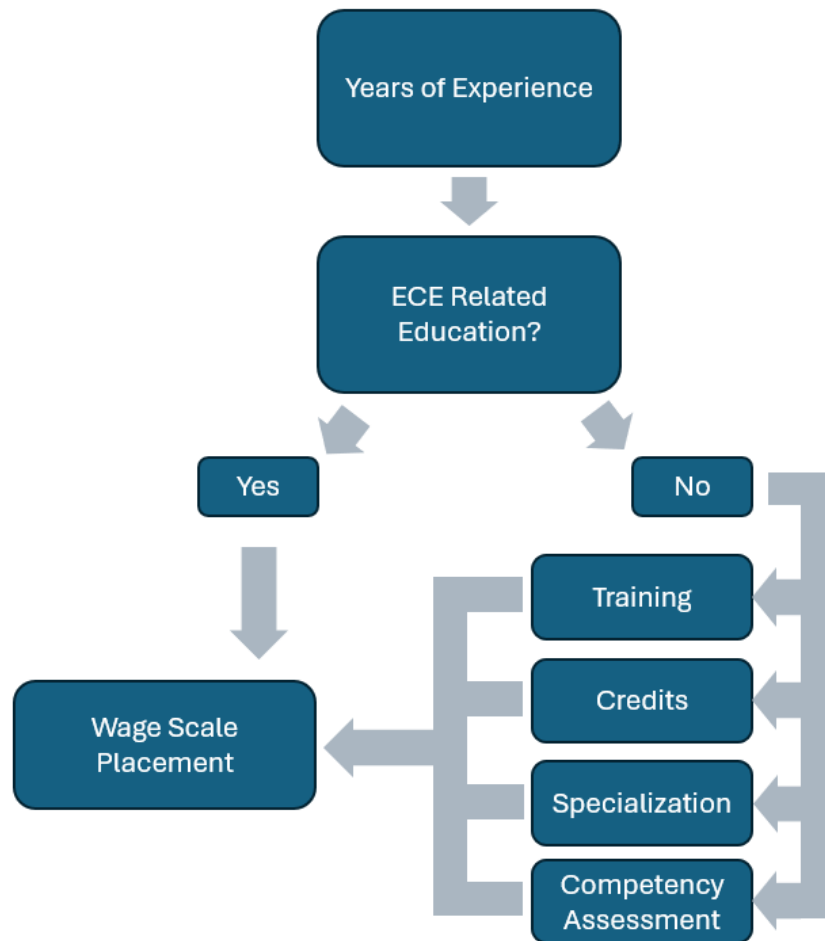 Years of Experience
ECE Related
Education?
Yes
No
Training
Credits
Specialization
Competency
Assessment
Wage Scale
Placement